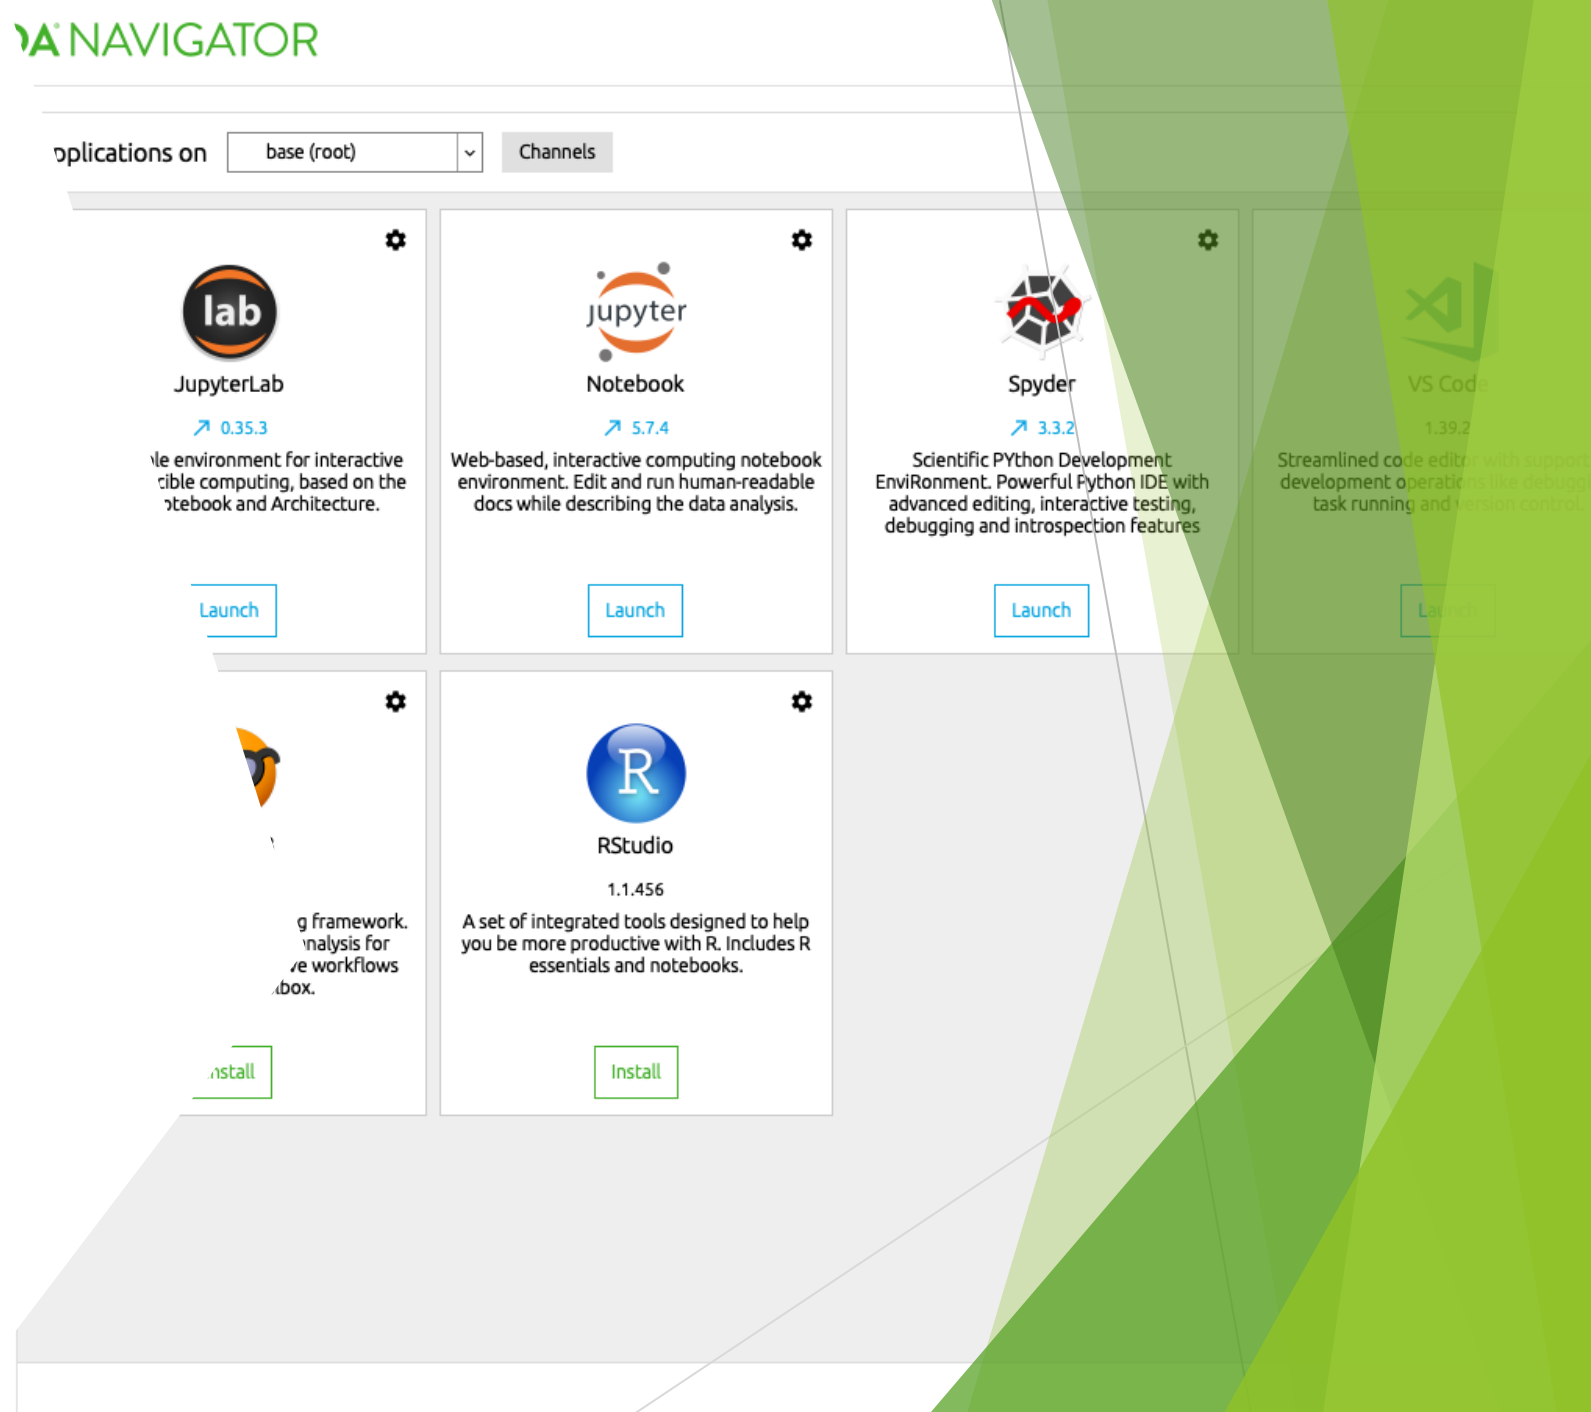 NAVIGATOR
applications on base (root) Channels
lab
JupyterLab
0.35.3
environment for interactive
computing, based on the
and Architecture.
Launch
jupyter
Notebook
5.7.4
Web-based, interactive computing notebook
environment. Edit and run human-readable
docs while describing the data analysis.
Launch
Spyder
3.3.2
Scientific PYthon Development
EnviRonment. Powerful Python IDE with
advanced editing, interactive testing,
debugging and introspection features
Launch
VS Code
1.39.2
Streamlined code editor with support
development operations like debuggi
task running and version control.
Launch
framework.
for
workflows
Install
R
RStudio
1.1.456
A set of integrated tools designed to help
you be more productive with R. Includes R
essentials and notebooks.
Install